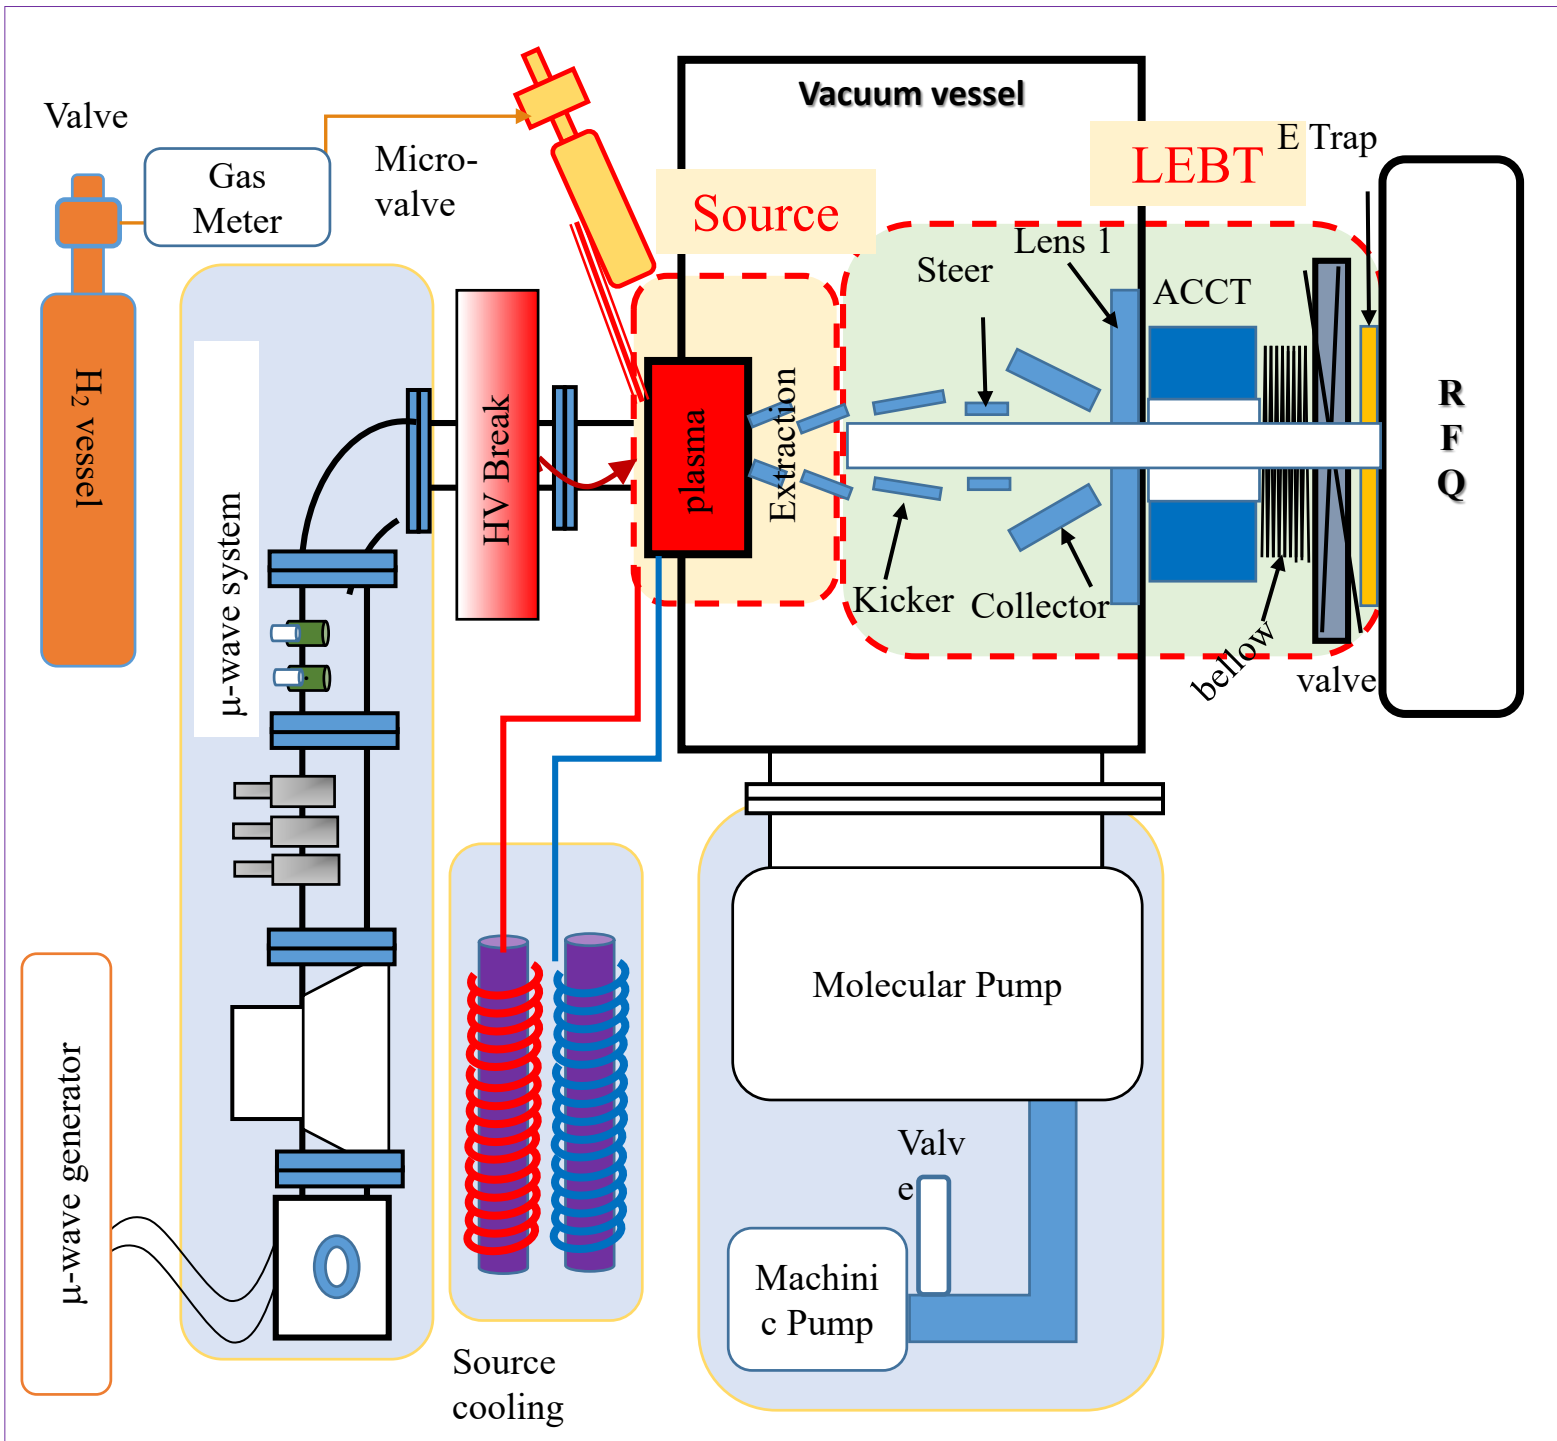 Vacuum vessel
Valve
Gas
Meter
Micro-
valve
E Trap
LEBT
Source
Lens 1
Steer
ACCT
H₂ vessel
μ-wave system
HV Break
plasma
Extraction
R
F
Q
Kicker
Collector
bellow
valve
Molecular Pump
μ-wave generator
Valv
e
Machini
c Pump
Source
cooling